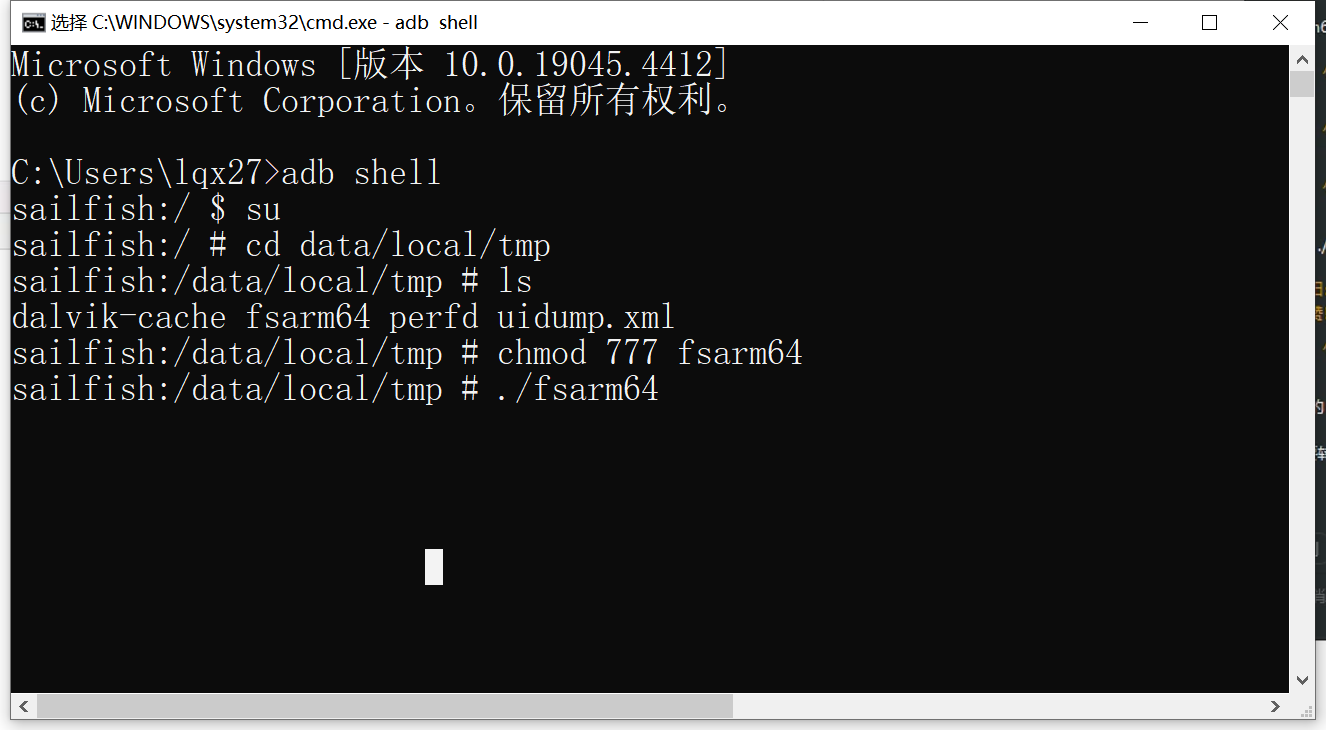 选择 C:\WINDOWS\system32\cmd.exe - adb  shell
Microsoft Windows [版本 10.0.19045.4412]
(c) Microsoft Corporation。保留所有权利。
C:\Users\lqx27>adb shell
sailfish:/ $ su
sailfish:/ # cd data/local/tmp
sailfish:/data/local/tmp # ls
dalvik-cache fsarm64 perfd uidump.xml
sailfish:/data/local/tmp # chmod 777 fsarm64
sailfish:/data/local/tmp # ./fsarm64